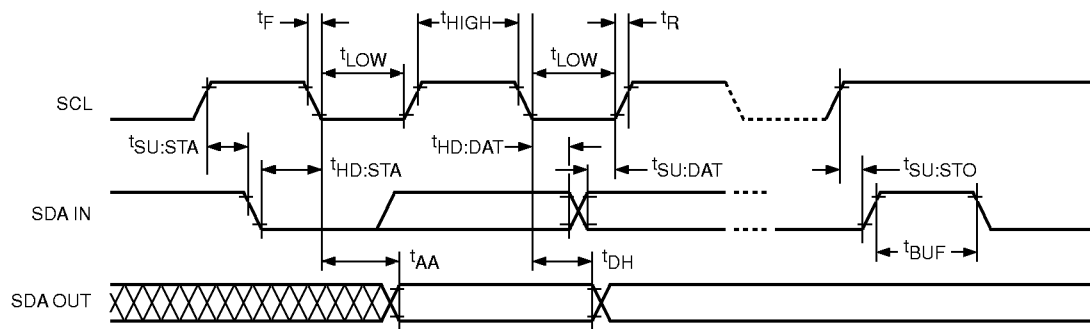 tF tHIGH tR
tLOW tLOW
SCL
tSU:STA tHD:DAT
tHD:STA tSU:DAT tSU:STO
SDA IN
tAA tDH tBUF
SDA OUT